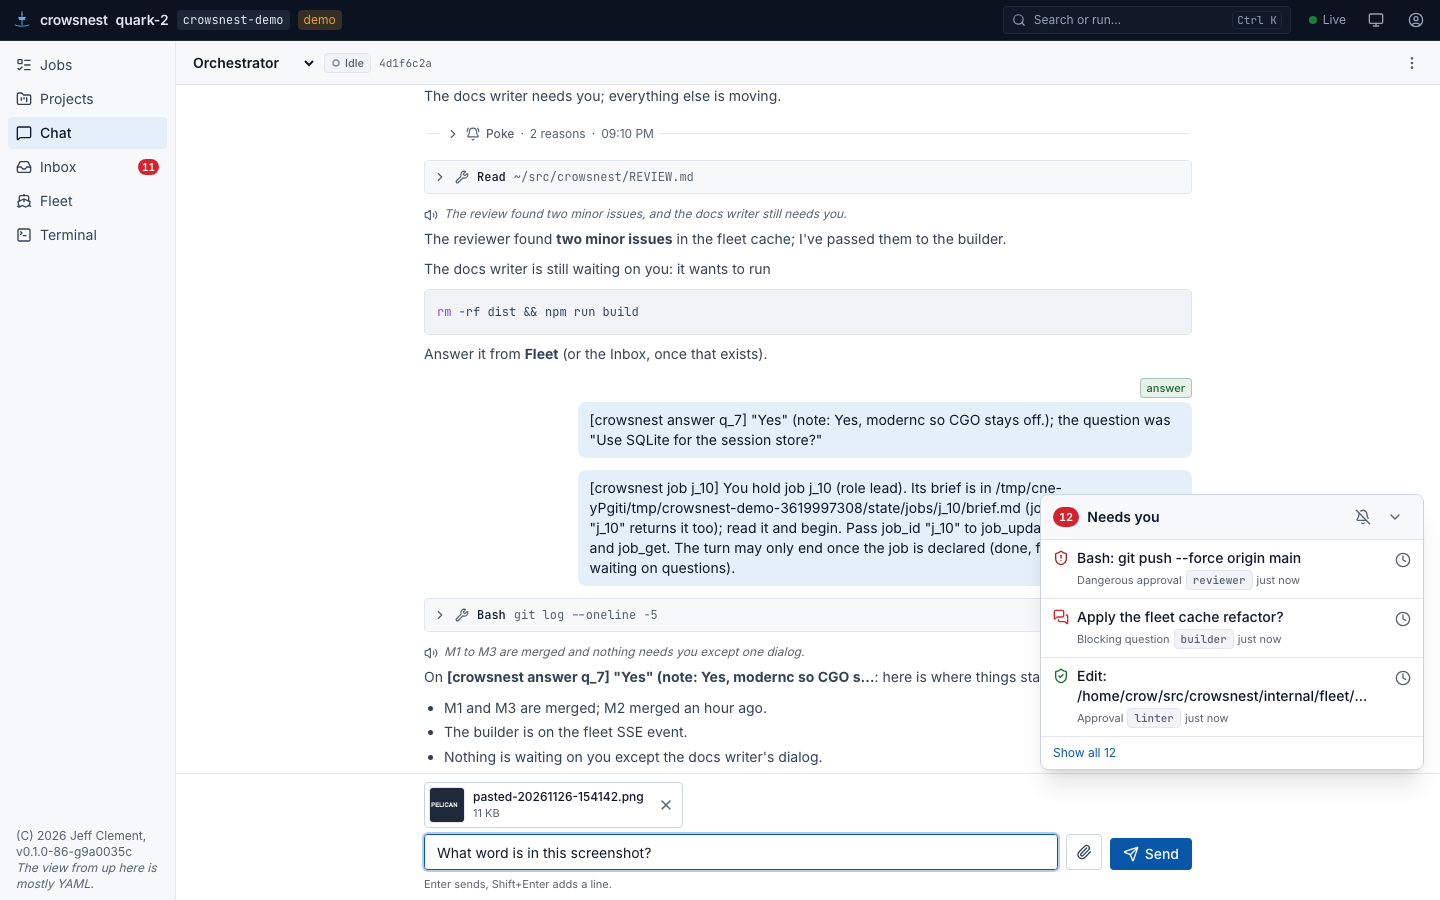 crowsnest quark-2 crowsnest-demo demo
Search or run... Ctrl K
Live
Jobs
Projects
Chat
Inbox 11
Fleet
Terminal
(C) 2026 Jeff Clement,
v0.1.0-86-g9a0035c
The view from up here is
mostly YAML.
Orchestrator Idle 4d1f6c2a
The docs writer needs you; everything else is moving.
Poke · 2 reasons · 09:10 PM
Read ~/src/crowsnest/REVIEW.md
The review found two minor issues, and the docs writer still needs you.
The reviewer found two minor issues in the fleet cache; I've passed them to the builder.
The docs writer is still waiting on you: it wants to run
rm -rf dist && npm run build
Answer it from Fleet (or the Inbox, once that exists).
answer
[crowsnest answer q_7] "Yes" (note: Yes, modernc so CGO stays off.); the question was
"Use SQLite for the session store?"
[crowsnest job j_10] You hold job j_10 (role lead). Its brief is in /tmp/cne-
yPgiti/tmp/crowsnest-demo-3619997308/state/jobs/j_10/brief.md
"j_10" returns it too); read it and begin. Pass job_id "j_10" to
and job_get. The turn may only end once the job is declared (done,
waiting on questions).
Bash git log --oneline -5
M1 to M3 are merged and nothing needs you except one dialog.
On [crowsnest answer q_7] "Yes" (note: Yes, modernc so CGO s...: here is where things
• M1 and M3 are merged; M2 merged an hour ago.
• The builder is on the fleet SSE event.
• Nothing is waiting on you except the docs writer's dialog.
12 Needs you
Bash: git push --force origin main
Dangerous approval reviewer just now
Apply the fleet cache refactor?
Blocking question builder just now
Edit:
/home/crow/src/crowsnest/internal/fleet/...
Approval linter just now
Show all 12
PELICAN
pasted-20261126-154142.png
11 KB
What word is in this screenshot?
Send
Enter sends, Shift+Enter adds a line.